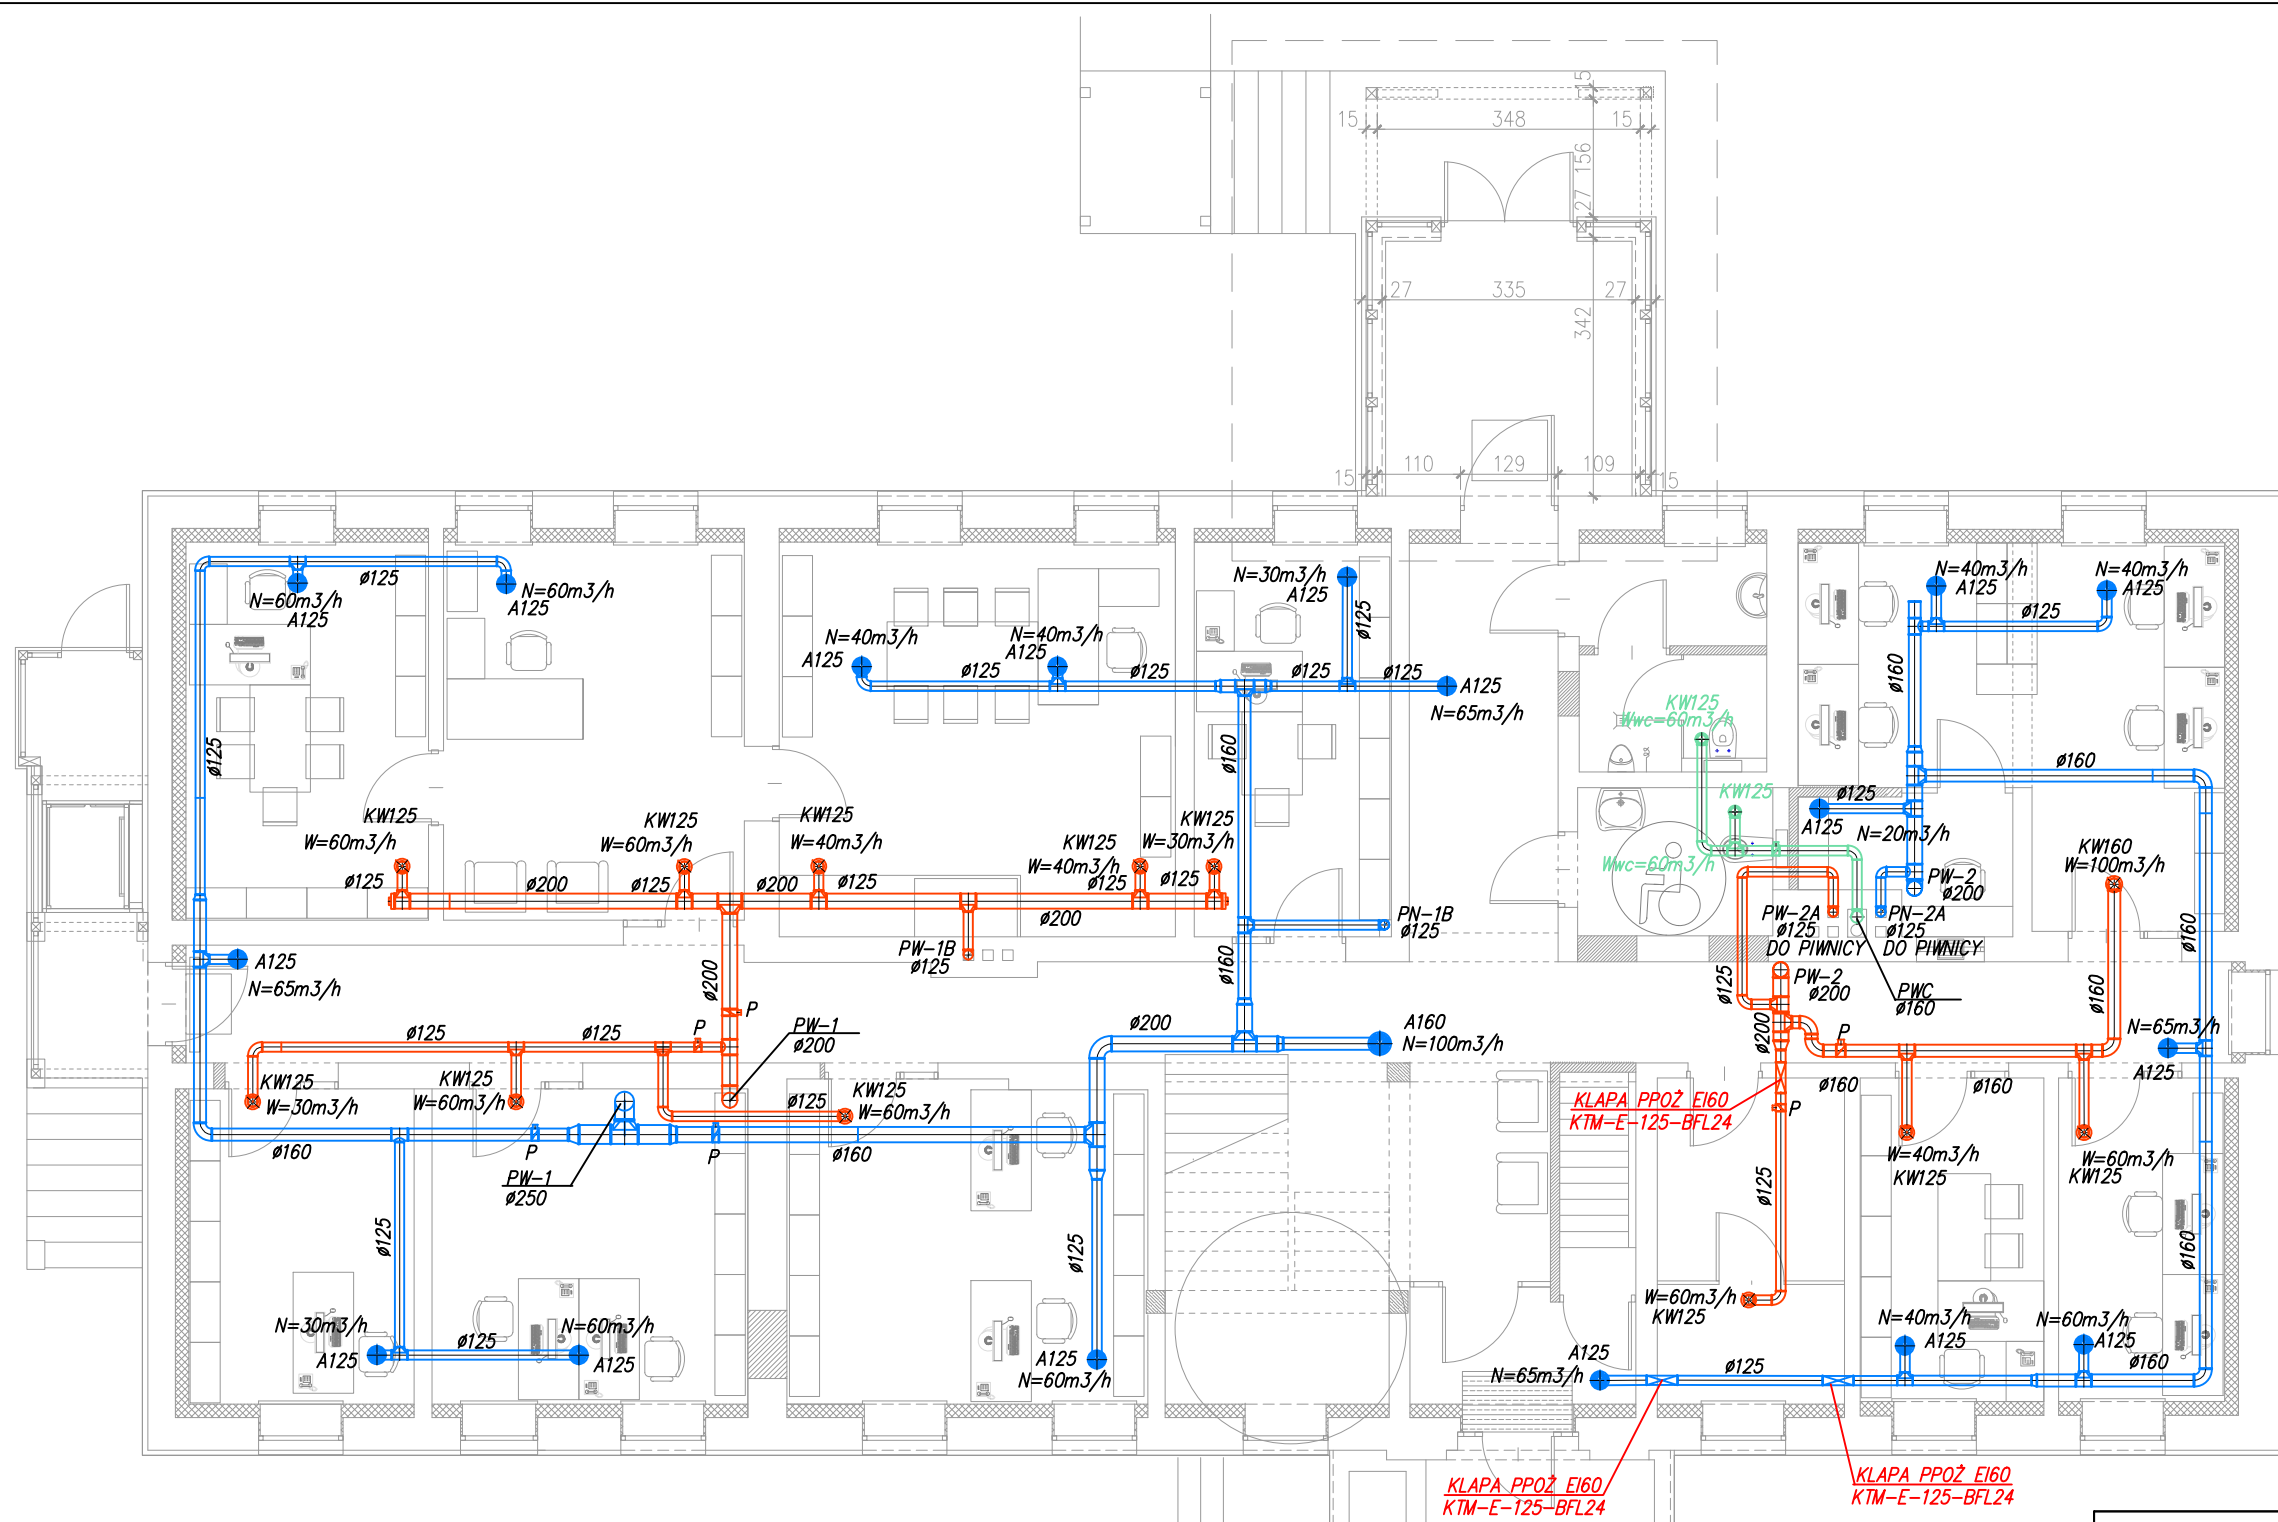 15
15
348
15
156
27
27
335
27
342
15
110
129
109
15
ø125
N=60m3/h
A125
N=60m3/h
A125
N=30m3/h
A125
ø125
N=40m3/h
A125
N=40m3/h
A125
ø125
ø125
ø125
ø125
A125
N=65m3/h
N=40m3/h
A125
N=40m3/h
A125
ø125
ø160
ø125
ø160
ø160
KW125
Wwc=60m3/h
KW125
Wwc=60m3/h
ø125
A125
N=20m3/h
KW125
W=60m3/h
KW125
W=60m3/h
KW125
W=40m3/h
KW125
W=40m3/h
KW125
W=30m3/h
KW160
W=100m3/h
ø125
ø200
ø125
ø200
ø125
ø125
ø125
ø200
PW-2
ø200
PW-1B
ø125
PN-1B
ø125
PW-2A
ø125
DO PIWNICY
PN-2A
ø125
DO PIWNICY
A125
N=65m3/h
ø200
ø160
ø125
PW-2
ø200
PWC
ø160
ø160
ø160
P
PW-1
ø200
ø125
ø125
P
ø200
A160
N=100m3/h
ø200
P
N=65m3/h
A125
KW125
W=30m3/h
KW125
W=60m3/h
ø125
KW125
W=60m3/h
ø160
ø160
KLAPA PPOŻ EI60
KTM-E-125-BFL24
P
ø160
P
P
ø160
PW-1
ø250
W=40m3/h
KW125
W=60m3/h
KW125
ø125
ø125
ø125
ø160
N=30m3/h
A125
ø125
N=60m3/h
A125
A125
N=60m3/h
W=60m3/h
KW125
N=40m3/h
A125
N=60m3/h
A125
A125
N=65m3/h
ø125
ø160
KLAPA PPOŻ EI60
KTM-E-125-BFL24
KLAPA PPOŻ EI60
KTM-E-125-BFL24